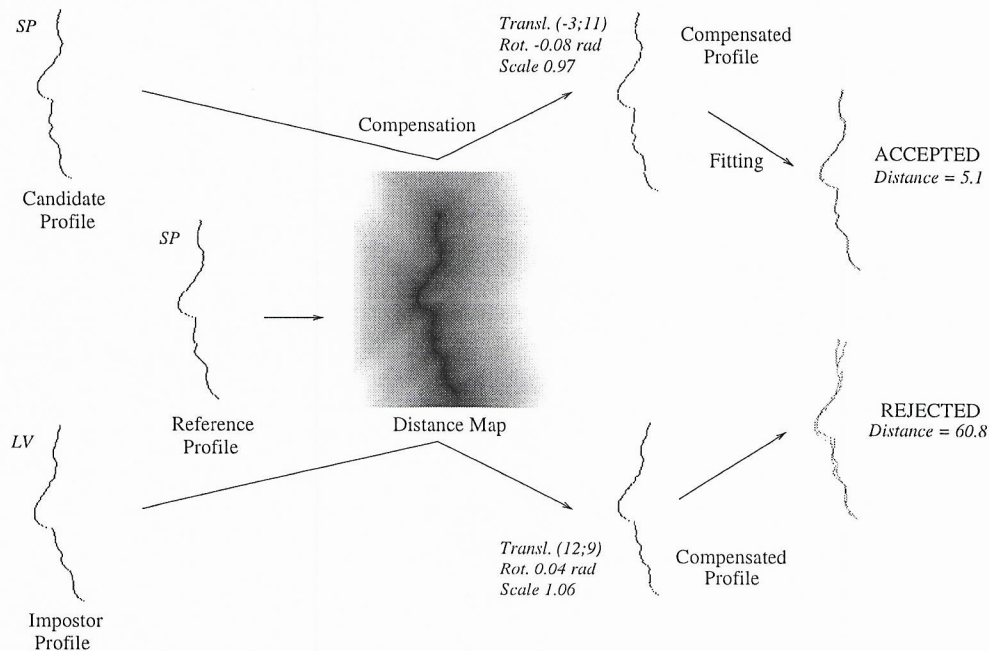 SP
Candidate
Profile
Compensation
Transl. (-3;11)
Rot. -0.08 rad
Scale 0.97
Compensated
Profile
Fitting
ACCEPTED
Distance = 5.1
SP
Reference
Profile
Distance Map
LV
Impostor
Profile
Transl. (12;9)
Rot. 0.04 rad
Scale 1.06
Compensated
Profile
REJECTED
Distance = 60.8